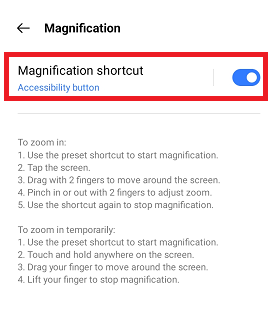 Magnification
Magnification shortcut
Accessibility button
To zoom in:
1. Use the preset shortcut to start magnification.
2. Tap the screen.
3. Drag with 2 fingers to move around the screen.
4. Pinch in or out with 2 fingers to adjust zoom.
5. Use the shortcut again to stop magnification.
To zoom in temporarily:
1. Use the preset shortcut to start magnification.
2. Touch and hold anywhere on the screen.
3. Drag your finger to move around the screen.
4. Lift your finger to stop magnification.